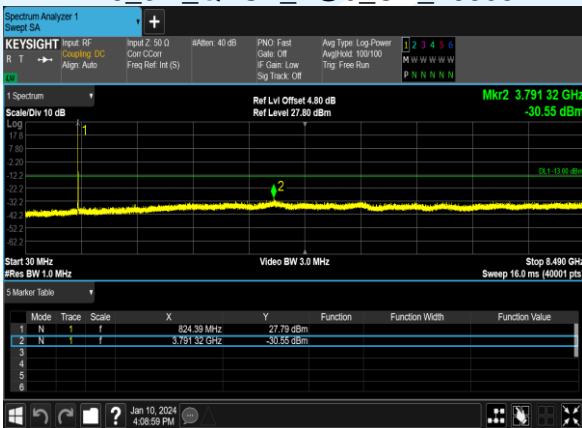 Spectrum Analyzer 1
Swept SA
+
KEYSIGHT Input: RF Input Z: 50 Ω #Atten: 40 dB PNO: Fast Avg Type: Log-Power 1 2 3 4 5 6
R T Coupling: DC Corr CCorr Gate: Off Avg|Hold: 100/100 M W W W W W
Align: Auto Freq Ref: Int (S) IF Gain: Low Trig: Free Run
Sig Track: Off P N N N N N
LW
1 Spectrum
Ref Lvl Offset 4.80 dB Mkr2 3.791 32 GHz
Scale/Div 10 dB Ref Level 27.80 dBm -30.55 dBm
Log
17.8
7.80
-2.20
-12.2
-22.2
-32.2
-42.2
-52.2
-62.2
1
DL1 -13.00 dBm
2
Start 30 MHz Video BW 3.0 MHz Stop 8.490 GHz
#Res BW 1.0 MHz Sweep 16.0 ms (40001 pts
5 Marker Table
Mode Trace Scale X Y Function Function Width Function Value
1 N 1 f 824.39 MHz 27.79 dBm
2 N 1 f 3.791 32 GHz -30.55 dBm
3
4
5
6
?
Jan 10, 2024
4:08:59 PM